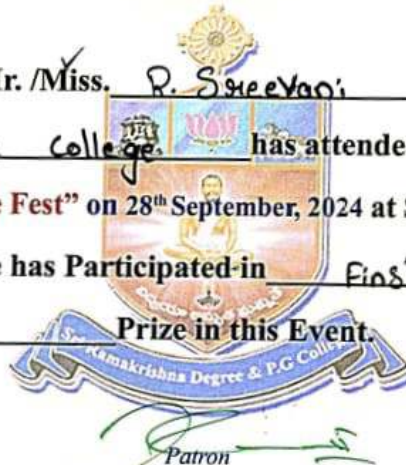 Mr. /Miss. R. Sreevani
College has attende
e Fest” on 28th September, 2024 at S
e has Participated in
Prize in this Event.
Sri Ramakrishna Degree & P.G College
Patron